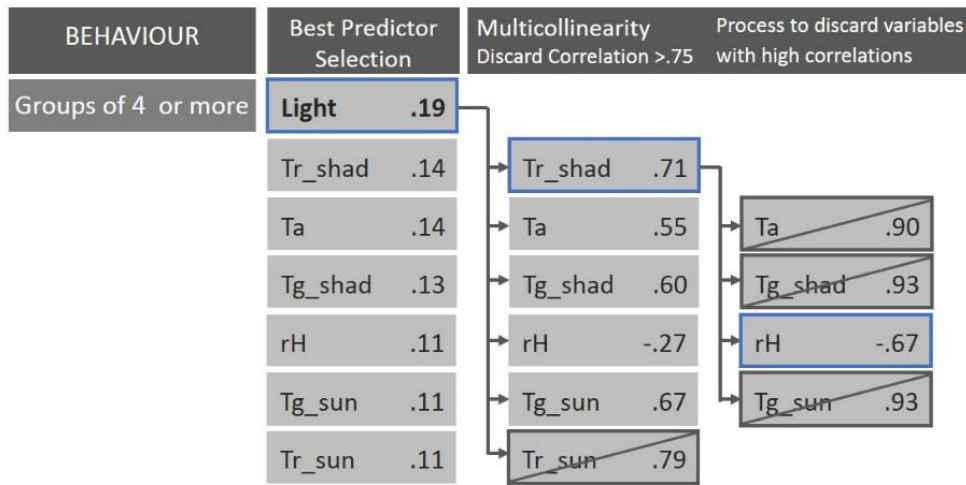 BEHAVIOUR
Best Predictor
Selection
Multicollinearity
Discard Correlation >.75
Process to discard variables
with high correlations
Groups of 4 or more
Light .19
Tr_shad .14
Ta .14
Tg_shad .13
rH .11
Tg_sun .11
Tr_sun .11
Tr_shad .71
Ta .55
Tg_shad .60
rH -.27
Tg_sun .67
Tr_sun .79
Ta .90
Tg_shad .93
rH -.67
Tg_sun .93